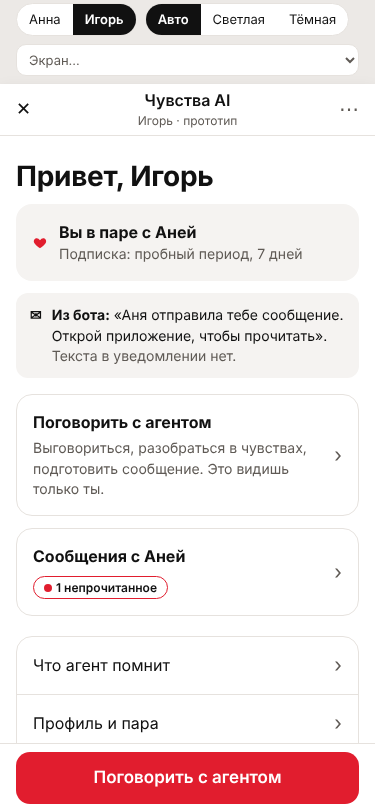 Анна Игорь Авто Светлая Тёмная
Экран...
Чувства AI
Игорь · прототип
Привет, Игорь
Вы в паре с Аней
Подписка: пробный период, 7 дней
Из бота: «Аня отправила тебе сообщение.
Открой приложение, чтобы прочитать».
Текста в уведомлении нет.
Поговорить с агентом
Выговориться, разобраться в чувствах,
подготовить сообщение. Это видишь
только ты.
Сообщения с Аней
1 непрочитанное
Что агент помнит
Профиль и пара
Поговорить с агентом